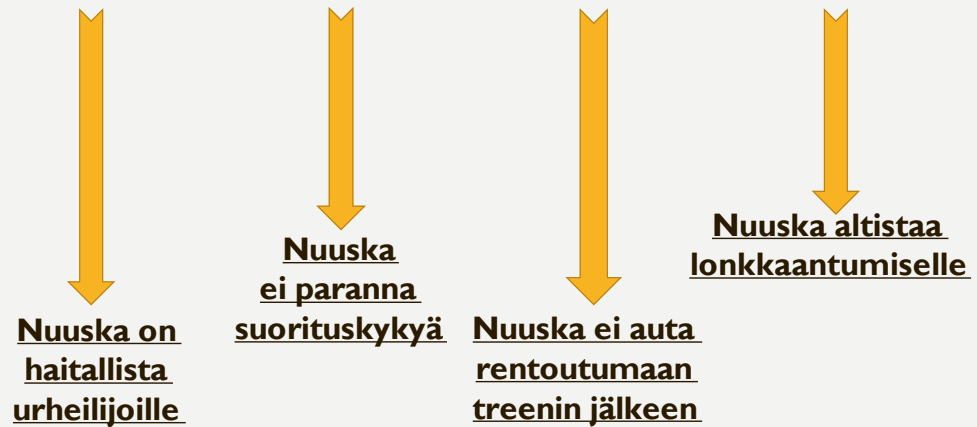 Nuuska on
haitallista
urheilijoille
Nuuska
ei paranna
suorituskykyä
Nuuska ei auta
rentoutumaan
treenin jälkeen
Nuuska altistaa
lonkkaantumiselle